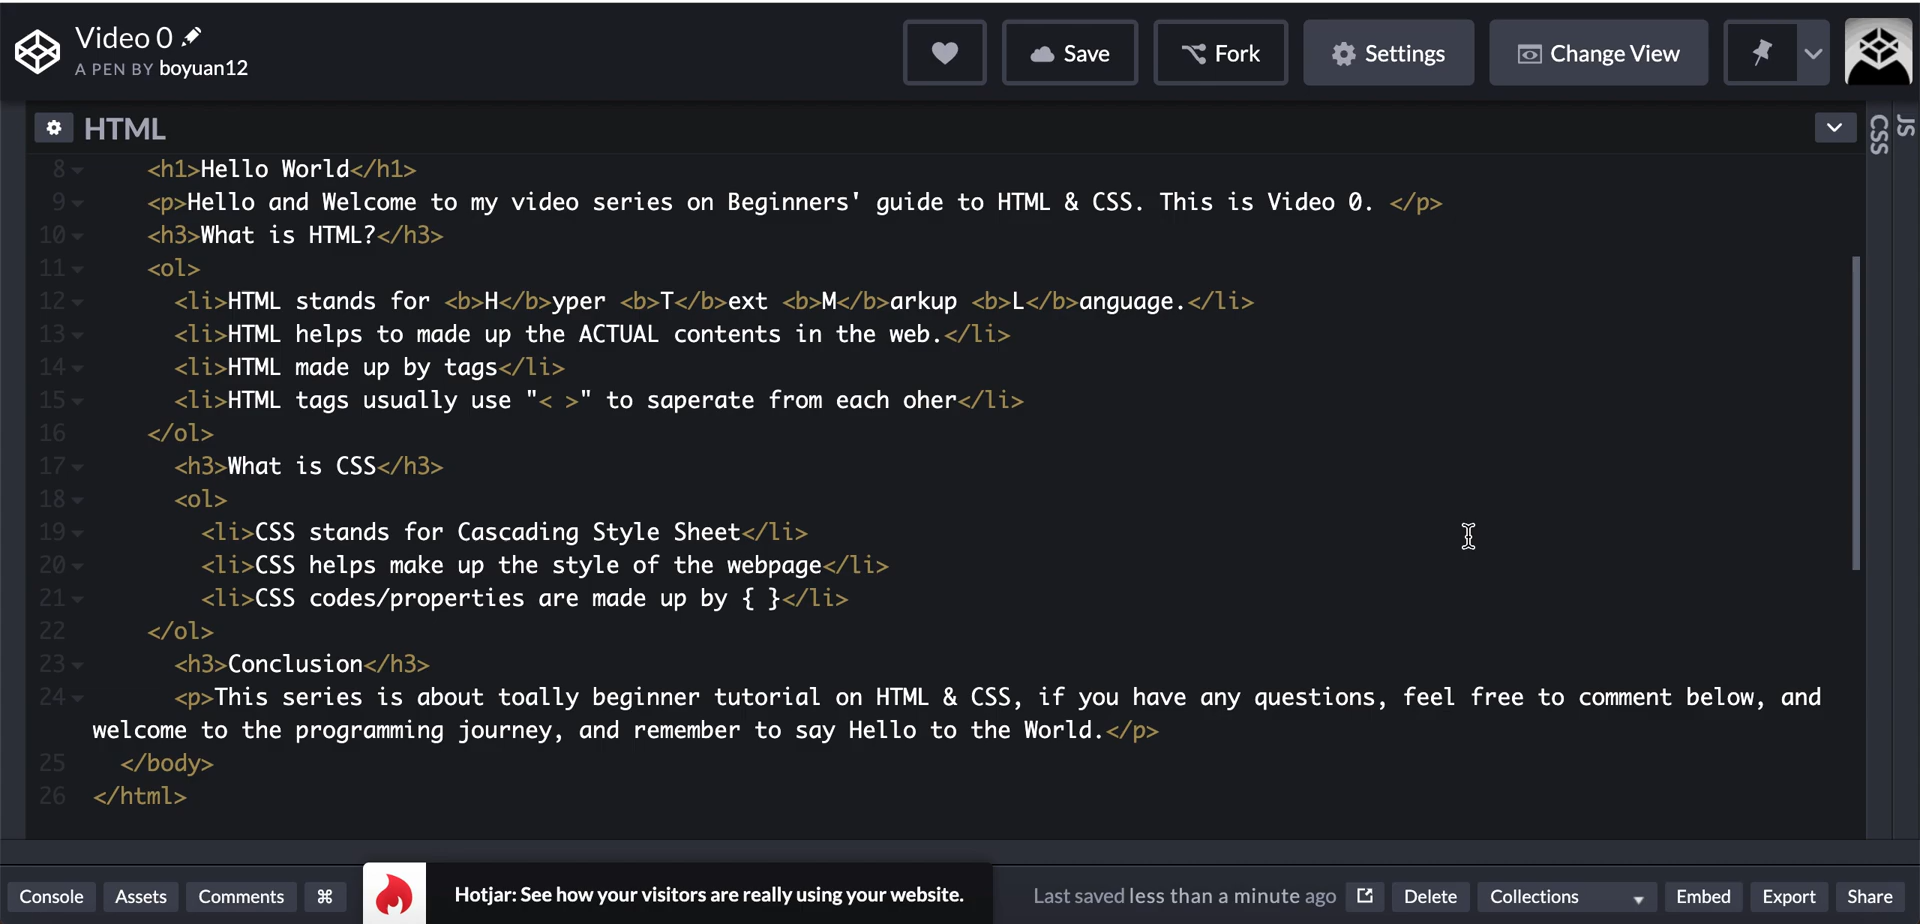 Video 0
A PEN BY boyuan12
Save
Fork
Settings
Change View
HTML
CSS
JS
8 <h1>Hello World</h1>
9 <p>Hello and Welcome to my video series on Beginners' guide to HTML & CSS. This is Video 0. </p>
10 <h3>What is HTML?</h3>
11 <ol>
12 <li>HTML stands for <b>H</b>yper <b>T</b>ext <b>M</b>arkup <b>L</b>anguage.</li>
13 <li>HTML helps to made up the ACTUAL contents in the web.</li>
14 <li>HTML made up by tags</li>
15 <li>HTML tags usually use "< >" to saperate from each oher</li>
16 </ol>
17 <h3>What is CSS</h3>
18 <ol>
19 <li>CSS stands for Cascading Style Sheet</li>
20 <li>CSS helps make up the style of the webpage</li>
21 <li>CSS codes/properties are made up by { }</li>
22 </ol>
23 <h3>Conclusion</h3>
24 <p>This series is about toally beginner tutorial on HTML & CSS, if you have any questions, feel free to comment below, and
welcome to the programming journey, and remember to say Hello to the World.</p>
25 </body>
26 </html>
Console
Assets
Comments
⌘
Hotjar: See how your visitors are really using your website.
Last saved less than a minute ago
Delete
Collections
Embed
Export
Share